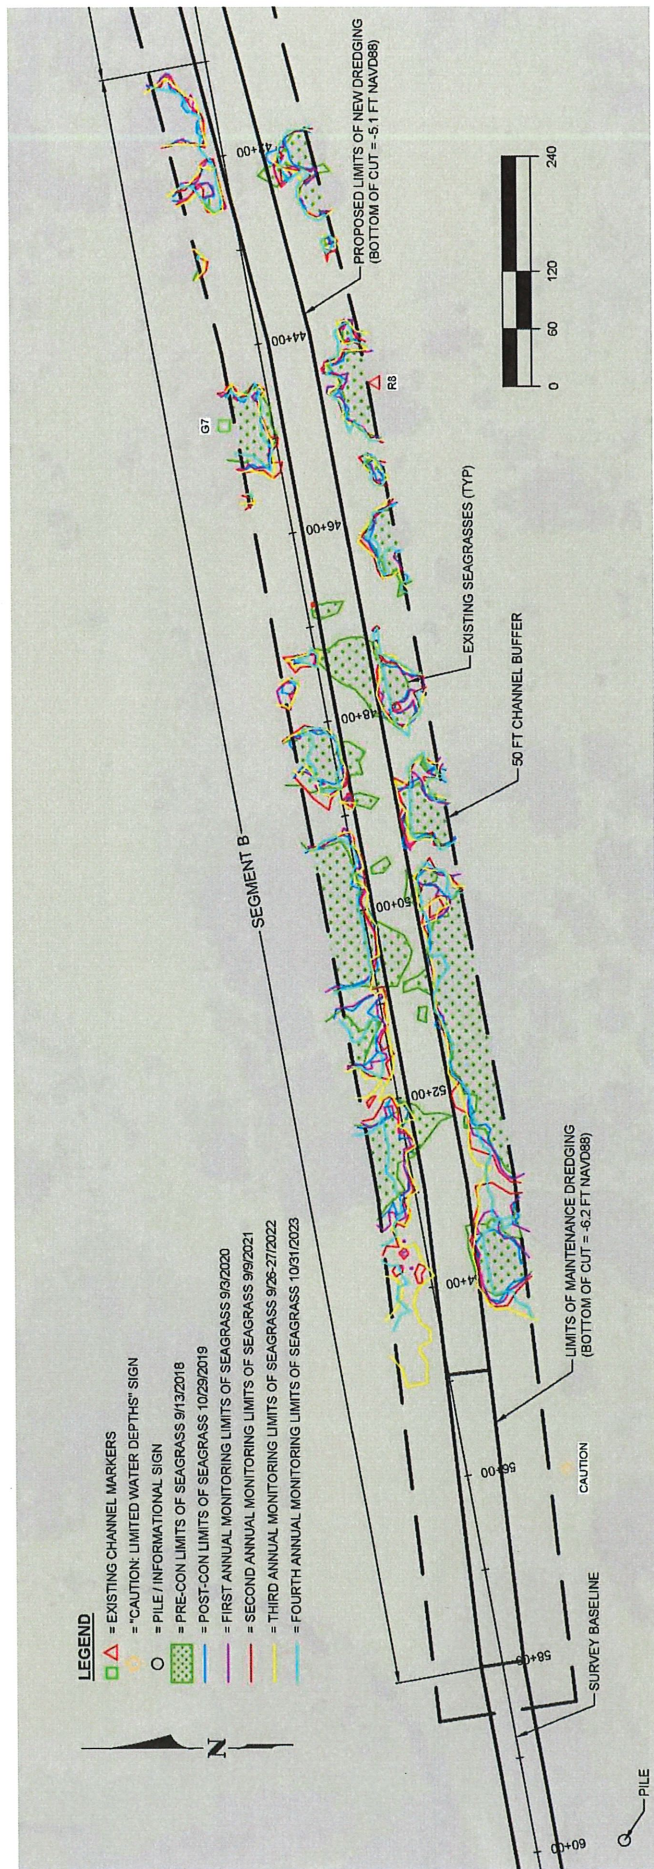 LEGEND
= EXISTING CHANNEL MARKERS
= "CAUTION: LIMITED WATER DEPTHS" SIGN
= PILE / INFORMATIONAL SIGN
= PRE-CON LIMITS OF SEAGRASS 9/13/2018
= POST-CON LIMITS OF SEAGRASS 10/29/2019
= FIRST ANNUAL MONITORING LIMITS OF SEAGRASS 9/3/2020
= SECOND ANNUAL MONITORING LIMITS OF SEAGRASS 9/9/2021
= THIRD ANNUAL MONITORING LIMITS OF SEAGRASS 9/26-27/2022
= FOURTH ANNUAL MONITORING LIMITS OF SEAGRASS 10/31/2023
N
SEGMENT B
G7
60+00
58+00
56+00
52+00
50+00
48+00
46+00
44+00
PILE
SURVEY BASELINE
CAUTION
LIMITS OF MAINTENANCE DREDGING
(BOTTOM OF CUT = -6.2 FT NAVD88)
50 FT CHANNEL BUFFER
EXISTING SEAGRASSES (TYP)
R8
PROPOSED LIMITS OF NEW DREDGING
(BOTTOM OF CUT = -5.1 FT NAVD88)
0
60
120
240